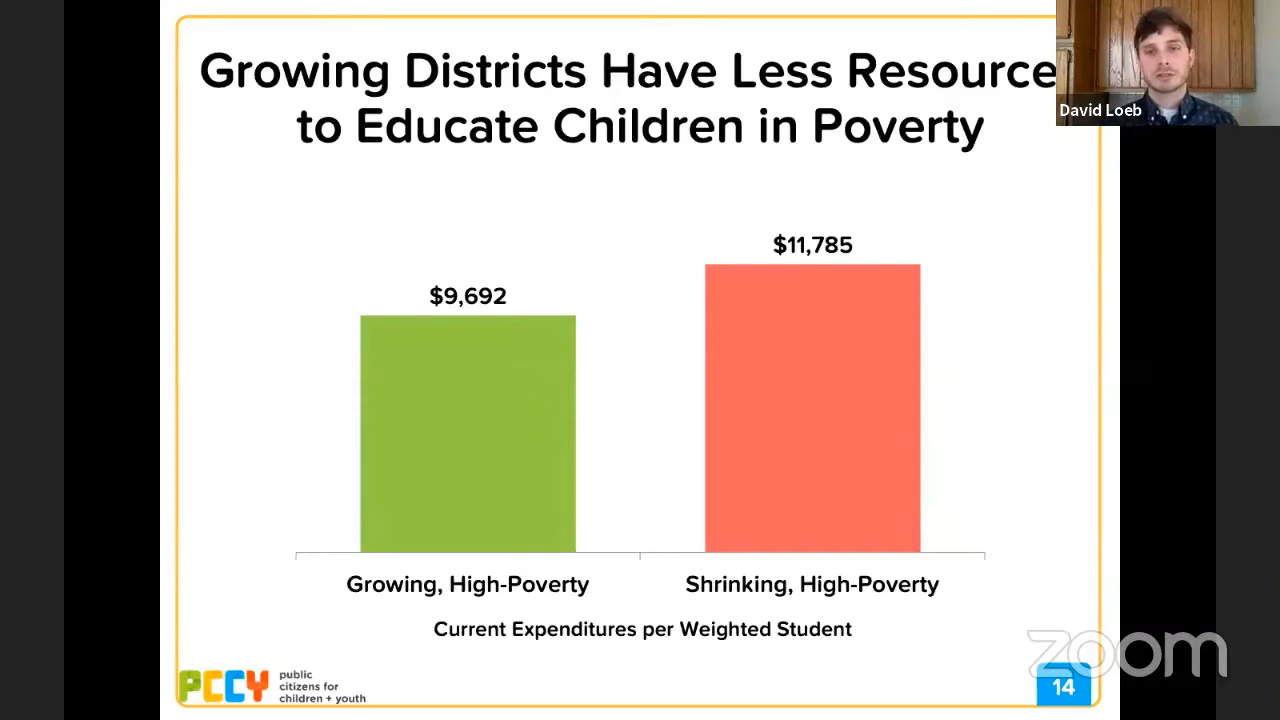 Growing Districts Have Less Resource
to Educate Children in Poverty
David Loeb
$9,692
$11,785
Growing, High-Poverty
Shrinking, High-Poverty
Current Expenditures per Weighted Student
PCCY
public
citizens for
children + youth
zoom
14